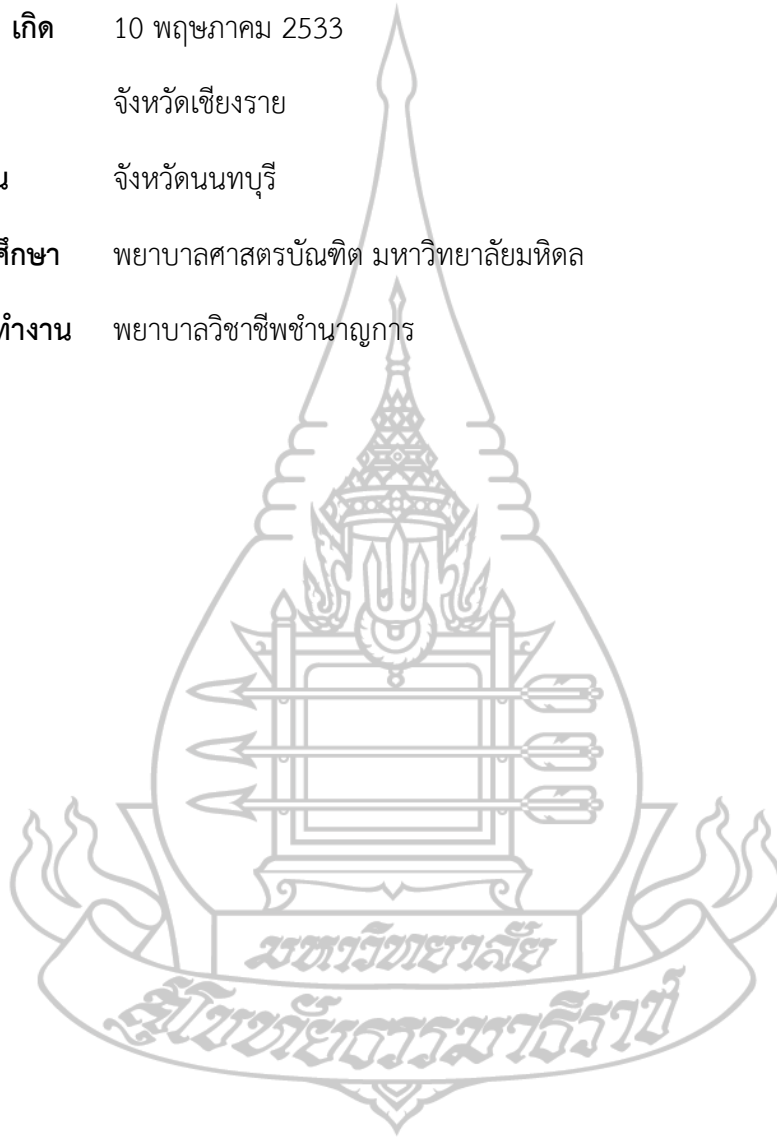 เกิด 10 พฤษภาคม 2533
จังหวัดเชียงราย
น จังหวัดนนทบุรี
ศึกษา พยาบาลศาสตรบัณฑิต มหาวิทยาลัยมหิดล
ทำงาน พยาบาลวิชาชีพชำนาญการ
มหาวิทยาลัย
สุโขทัยธรรมาธิราช